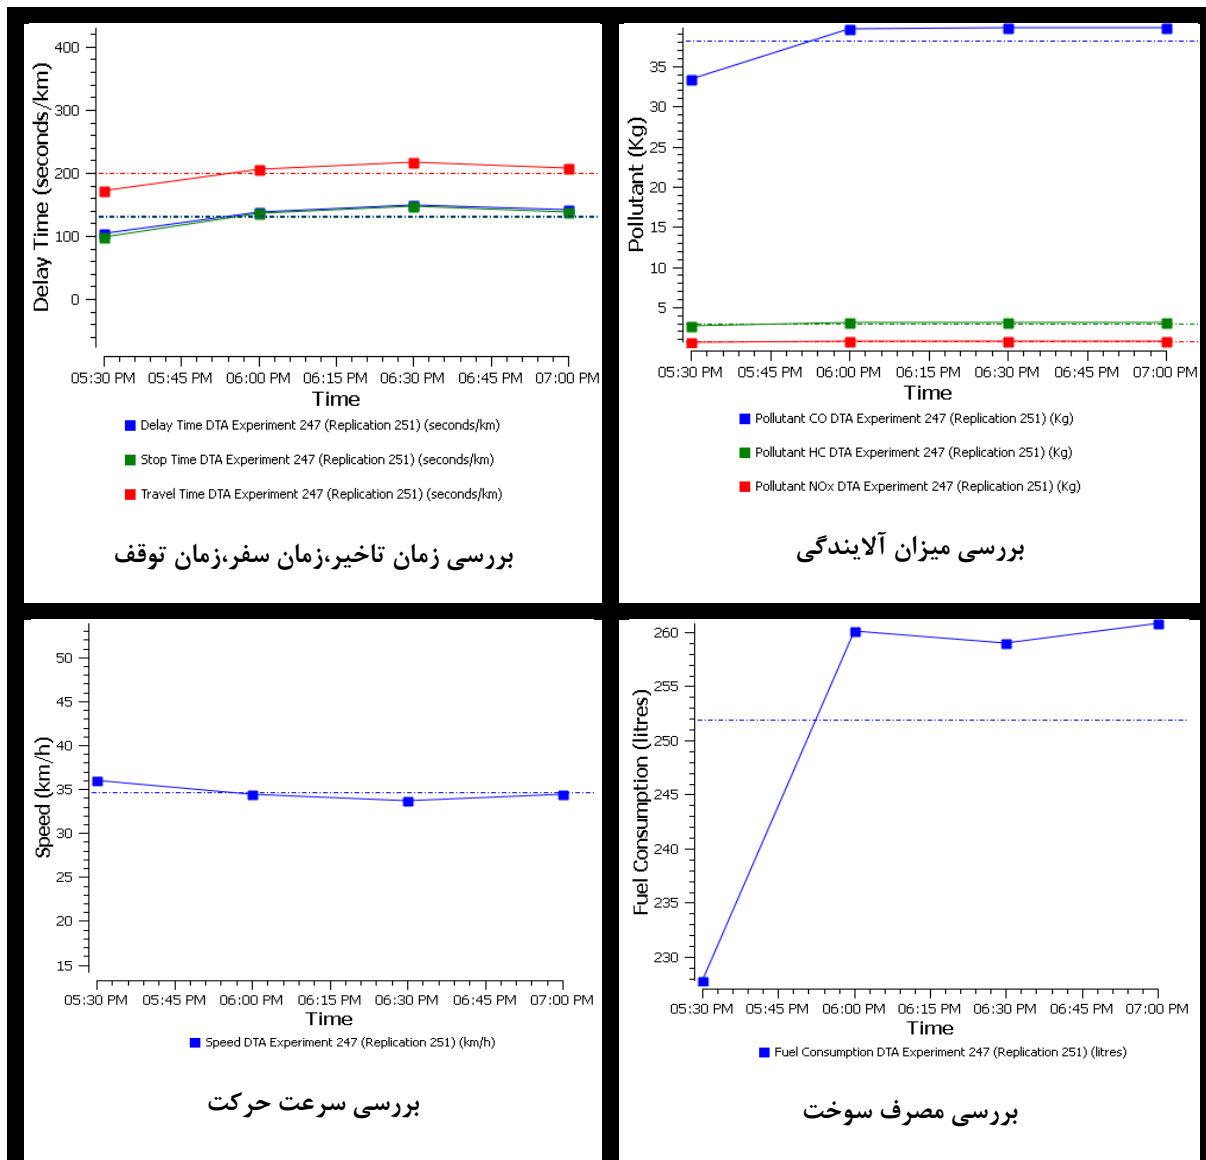 400
300
200
100
0
Delay Time (seconds/km)
05:30 PM 05:45 PM 06:00 PM 06:15 PM 06:30 PM 06:45 PM 07:00 PM
Time
Delay Time DTA Experiment 247 (Replication 251) (seconds/km)
Stop Time DTA Experiment 247 (Replication 251) (seconds/km)
Travel Time DTA Experiment 247 (Replication 251) (seconds/km)
بررسی زمان تاخیر،زمان سفر،زمان توقف
35
30
25
20
15
10
5
Pollutant (Kg)
05:30 PM 05:45 PM 06:00 PM 06:15 PM 06:30 PM 06:45 PM 07:00 PM
Time
Pollutant CO DTA Experiment 247 (Replication 251) (Kg)
Pollutant HC DTA Experiment 247 (Replication 251) (Kg)
Pollutant NOx DTA Experiment 247 (Replication 251) (Kg)
بررسی میزان آلایندگی
50
45
40
35
30
25
20
15
Speed (km/h)
05:30 PM 05:45 PM 06:00 PM 06:15 PM 06:30 PM 06:45 PM 07:00 PM
Time
Speed DTA Experiment 247 (Replication 251) (km/h)
بررسی سرعت حرکت
260
255
250
245
240
235
230
Fuel Consumption (litres)
05:30 PM 05:45 PM 06:00 PM 06:15 PM 06:30 PM 06:45 PM 07:00 PM
Time
Fuel Consumption DTA Experiment 247 (Replication 251) (litres)
بررسی مصرف سوخت